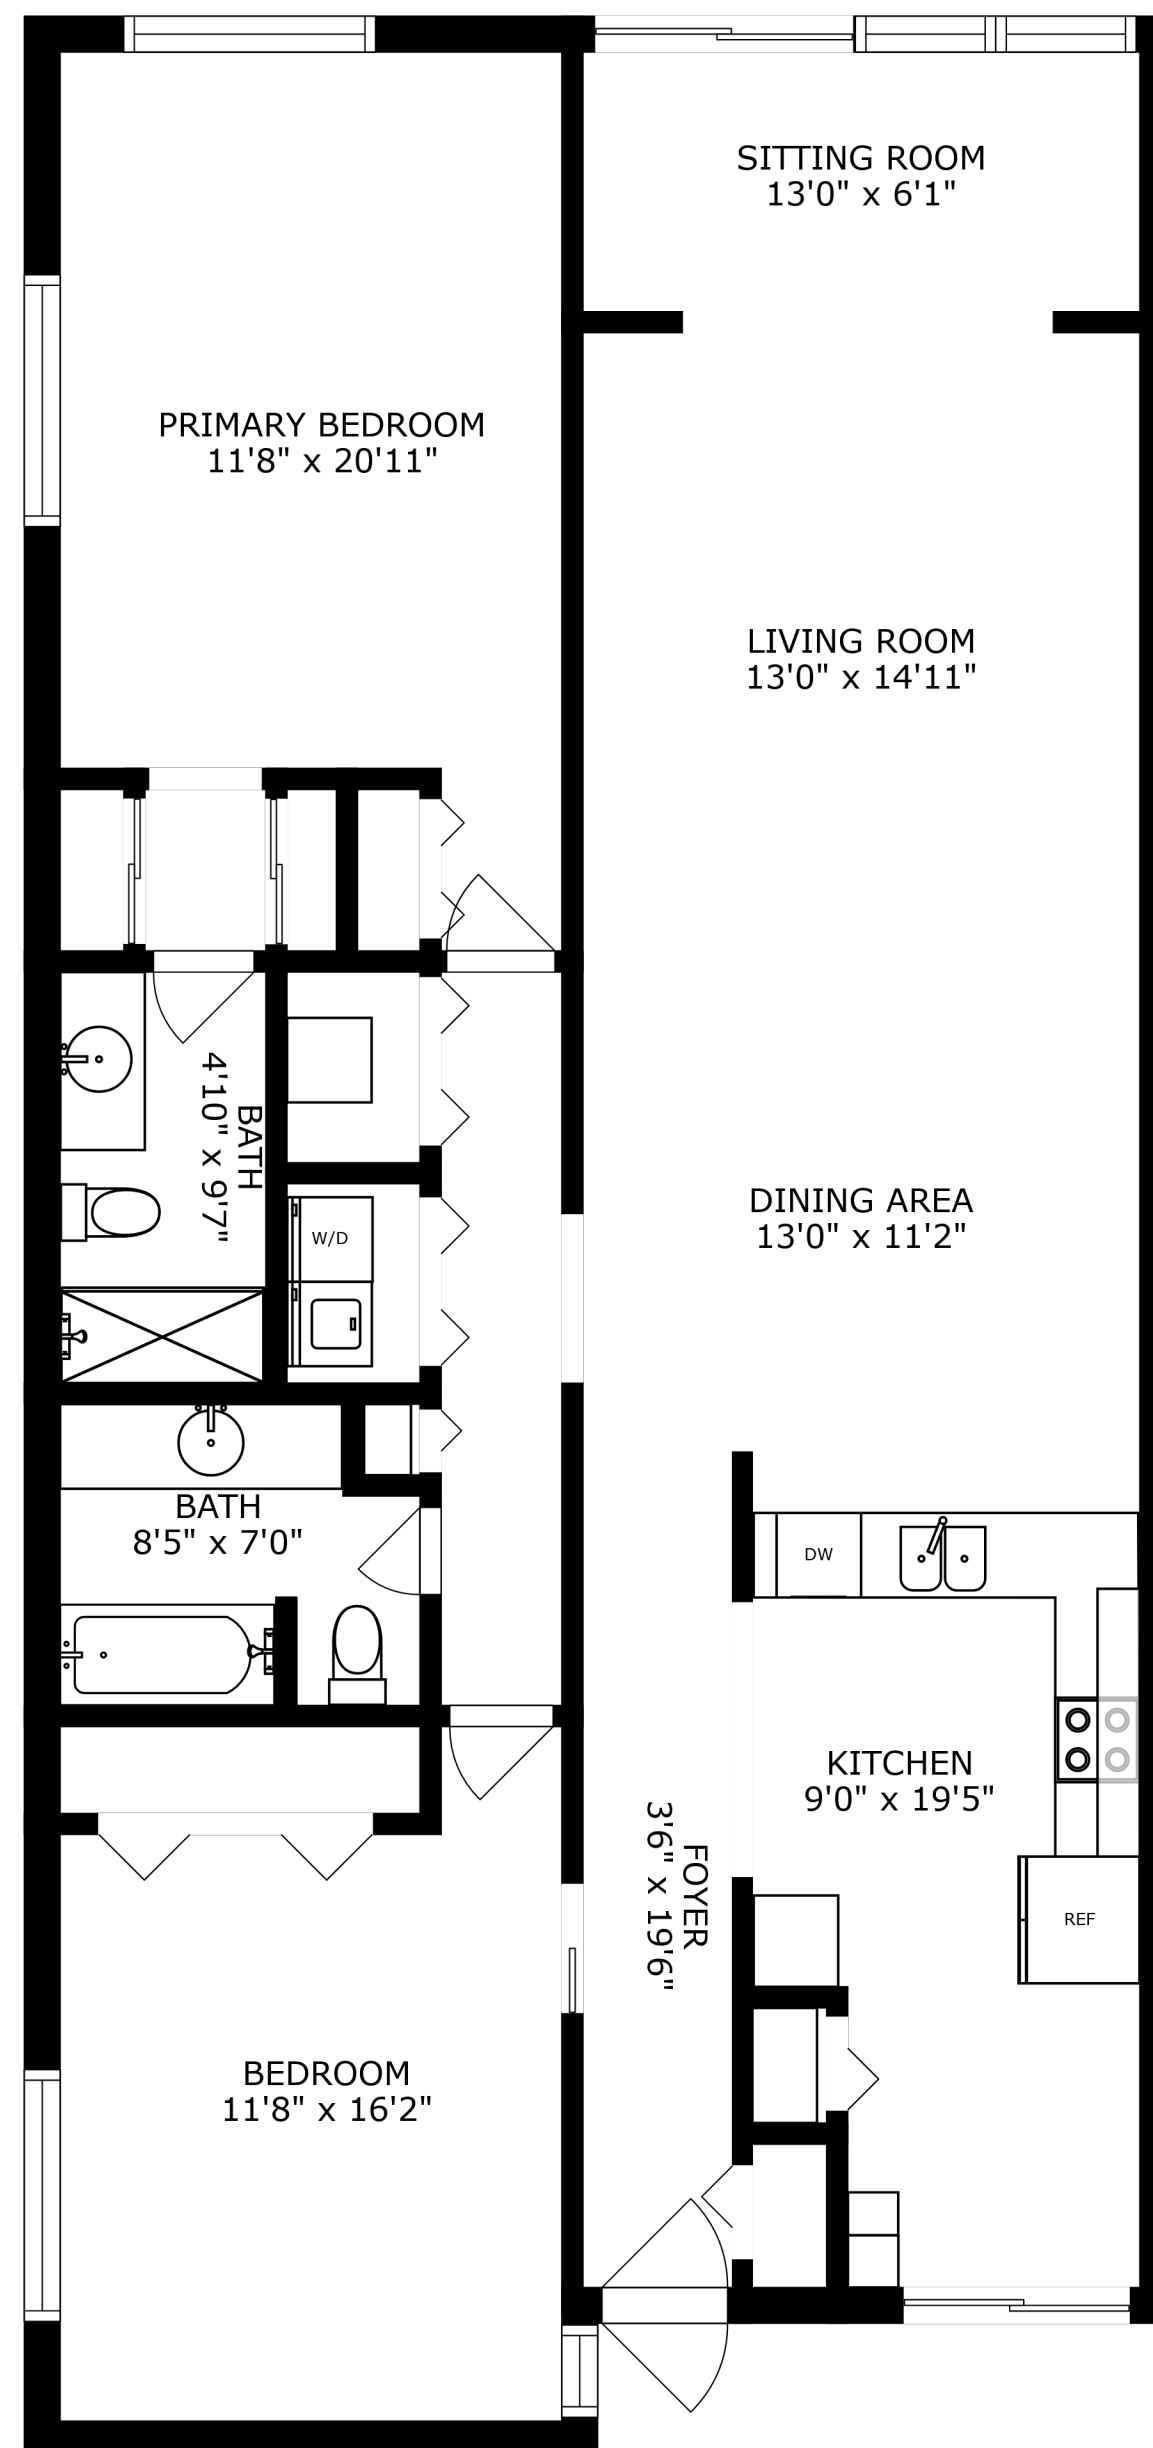 SITTING ROOM
13'0" x 6'1"
PRIMARY BEDROOM
11'8" x 20'11"
LIVING ROOM
13'0" x 14'11"
BATH
4'10" x 9'7"
W/D
DINING AREA
13'0" x 11'2"
BATH
8'5" x 7'0"
DW
KITCHEN
9'0" x 19'5"
FOYER
3'6" x 19'6"
REF
BEDROOM
11'8" x 16'2"